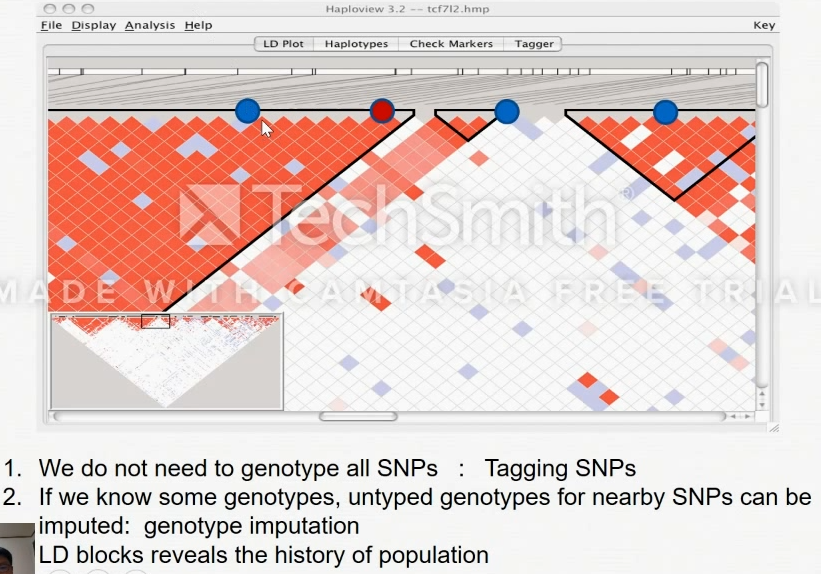 Haploview 3.2 -- tcf7l2.hmp
File Display Analysis Help Key
LD Plot Haplotypes Check Markers Tagger
TechSmith
MADE WITH CAMTASIA FREE TRIAL
1. We do not need to genotype all SNPs : Tagging SNPs
2. If we know some genotypes, untyped genotypes for nearby SNPs can be
imputed: genotype imputation
LD blocks reveals the history of population